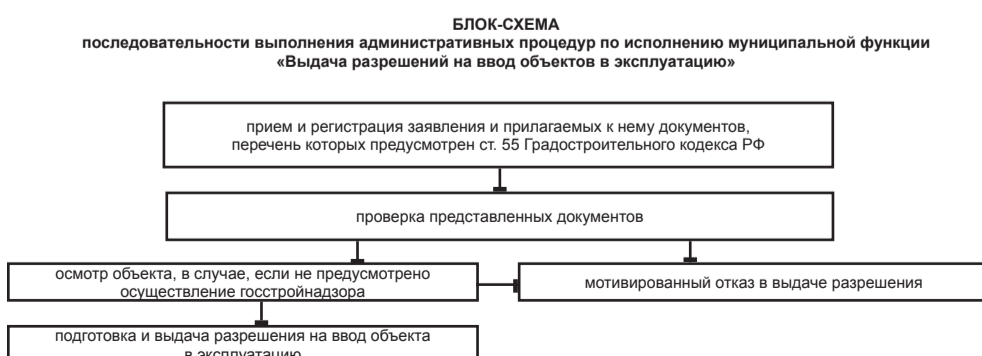 БЛОК-СХЕМА
последовательности выполнения административных процедур по исполнению муниципальной функции
«Выдача разрешений на ввод объектов в эксплуатацию»
прием и регистрация заявления и прилагаемых к нему документов,
перечень которых предусмотрен ст. 55 Градостроительного кодекса РФ
проверка представленных документов
осмотр объекта, в случае, если не предусмотрено
осуществление госстройнадзора
мотивированный отказ в выдаче разрешения
подготовка и выдача разрешения на ввод объекта
в эксплуатацию